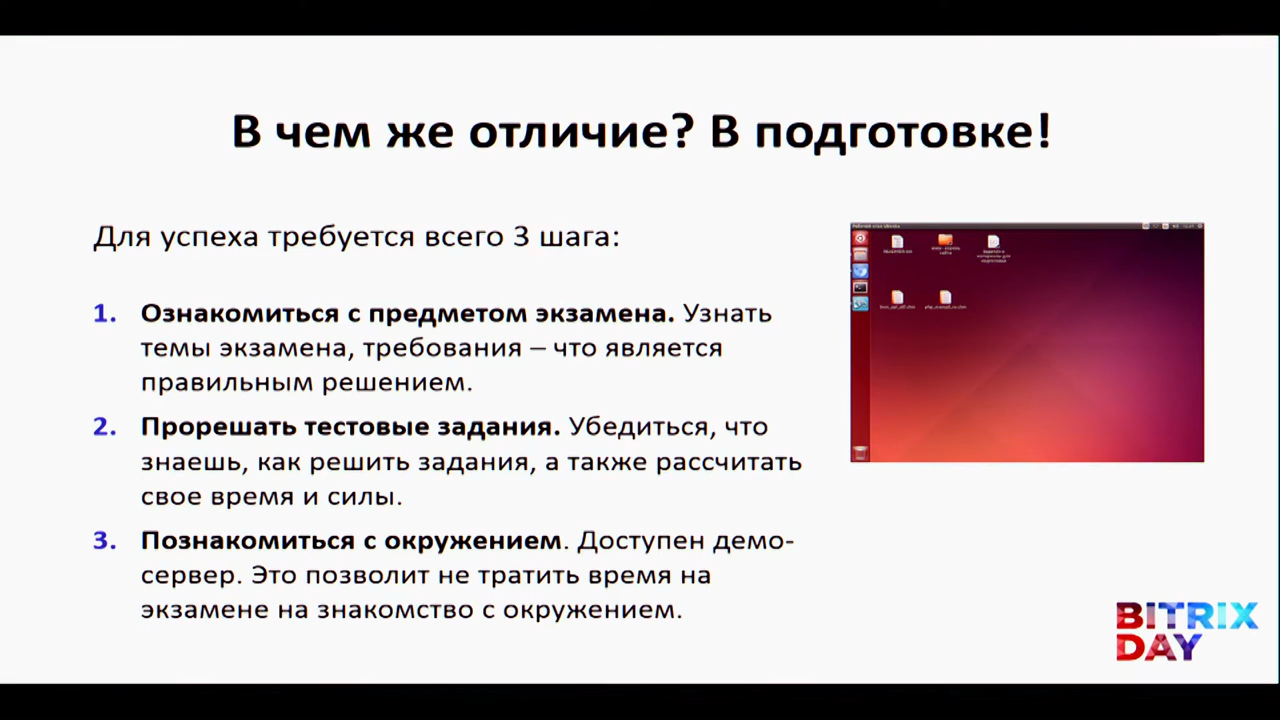 В чем же отличие? В подготовке!
Для успеха требуется всего 3 шага:
1. Ознакомиться с предметом экзамена. Узнать
темы экзамена, требования – что является
правильным решением.
2. Прорешать тестовые задания. Убедиться, что
знаешь, как решить задания, а также рассчитать
свое время и силы.
3. Познакомиться с окружением. Доступен демо-
сервер. Это позволит не тратить время на
экзамене на знакомство с окружением.
BITRIX
DAY